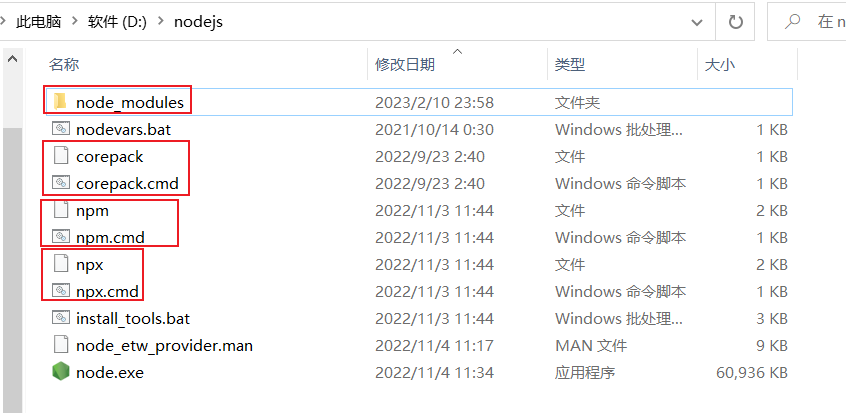 此电脑 > 软件 (D:) > nodejs 在 n
名称 修改日期 类型 大小
node_modules 2023/2/10 23:58 文件夹
nodevars.bat 2021/10/14 0:30 Windows 批处理... 1 KB
corepack 2022/9/23 2:40 文件 1 KB
corepack.cmd 2022/9/23 2:40 Windows 命令脚本 1 KB
npm 2022/11/3 11:44 文件 2 KB
npm.cmd 2022/11/3 11:44 Windows 命令脚本 1 KB
npx 2022/11/3 11:44 文件 2 KB
npx.cmd 2022/11/3 11:44 Windows 命令脚本 1 KB
install_tools.bat 2022/11/3 11:44 Windows 批处理... 3 KB
node_etw_provider.man 2022/11/4 11:17 MAN 文件 9 KB
node.exe 2022/11/4 11:34 应用程序 60,936 KB